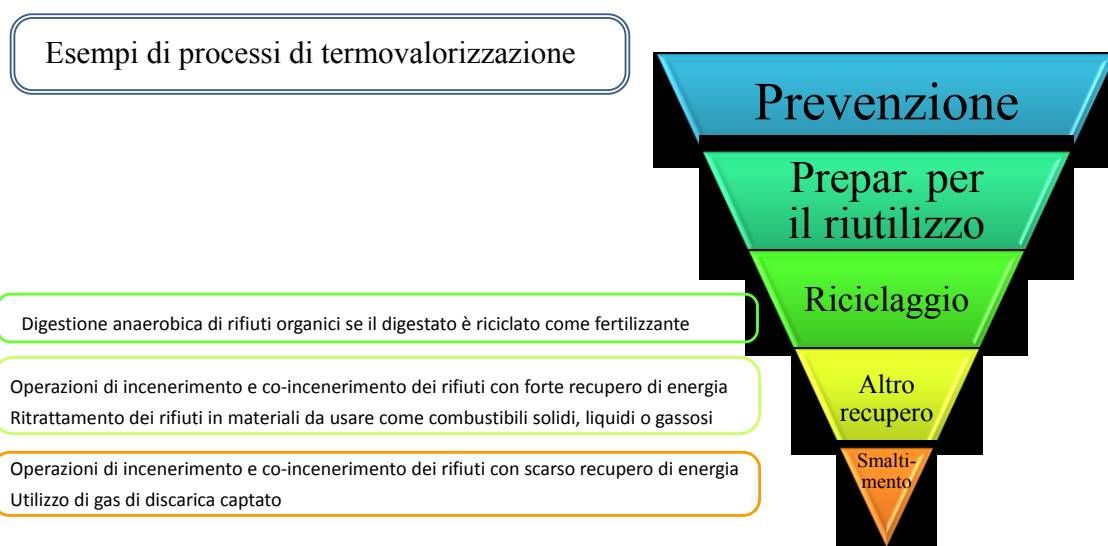 Esempi di processi di termovalorizzazione
Prevenzione
Prepar. per
il riutilizzo
Riciclaggio
Digestione anaerobica di rifiuti organici se il digestato è riciclato come fertilizzante
Altro
recupero
Operazioni di incenerimento e co-incenerimento dei rifiuti con forte recupero di energia
Ritrattamento dei rifiuti in materiali da usare come combustibili solidi, liquidi o gassosi
Smalti-
mento
Operazioni di incenerimento e co-incenerimento dei rifiuti con scarso recupero di energia
Utilizzo di gas di discarica captato